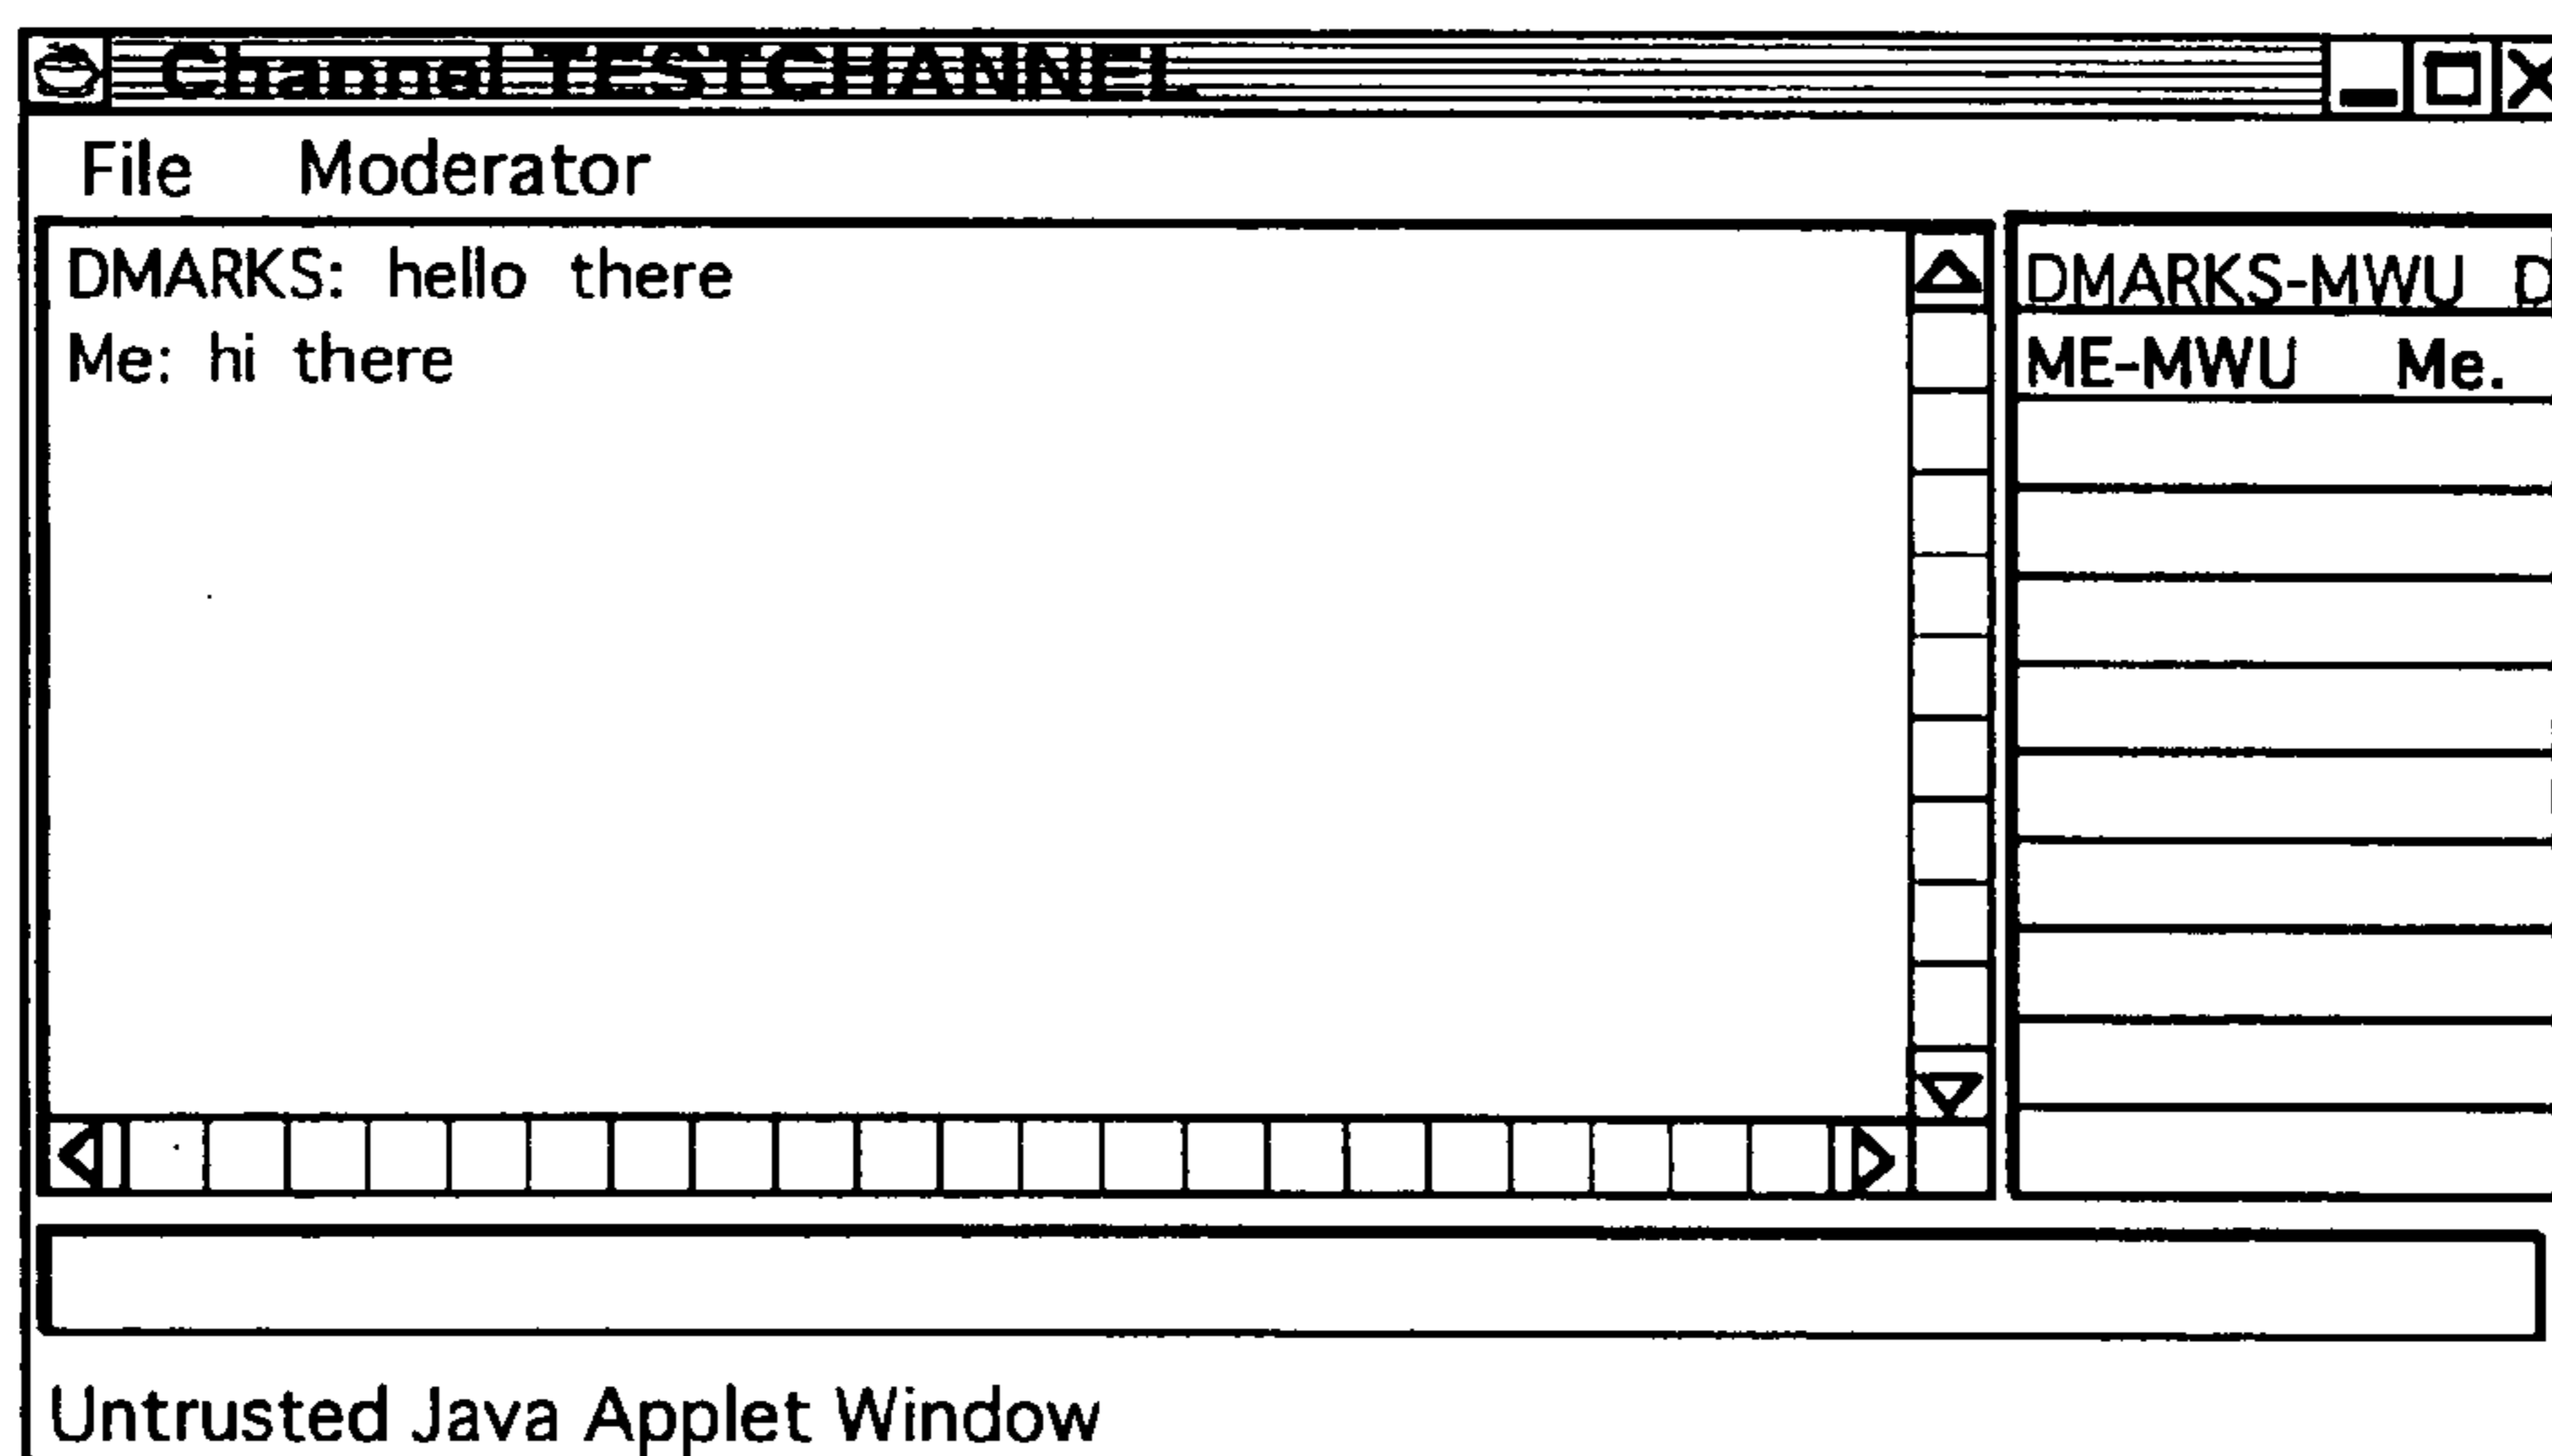 Channel TESTCHANNEL
File Moderator
DMARKS: hello there
Me: hi there
DMARKS-MWU D
ME-MWU Me.
Untrusted Java Applet Window